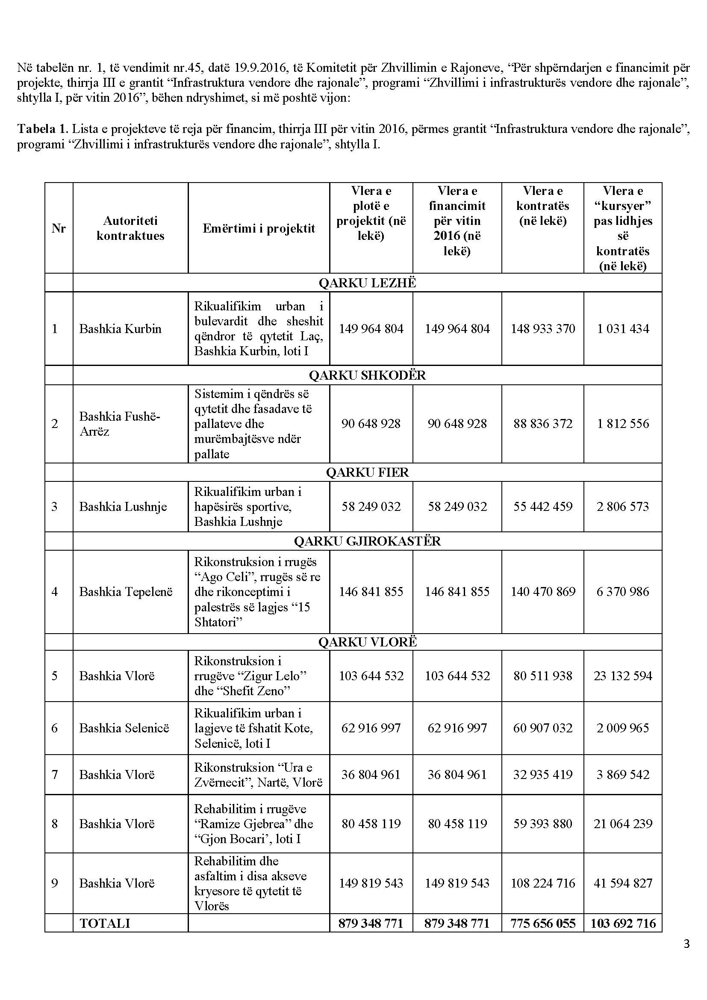 Në tabelën nr. 1, të vendimit nr.45, datë 19.9.2016, të Komitetit për Zhvillimin e Rajoneve, “Për shpërndarjen e financimit për
projekte, thirrja III e grantit “Infrastruktura vendore dhe rajonale”, programi “Zhvillimi i infrastrukturës vendore dhe rajonale”,
shtylla I, për vitin 2016”, bëhen ndryshimet, si më poshtë vijon:
Tabela 1. Lista e projekteve të reja për financim, thirrja III për vitin 2016, përmes grantit “Infrastruktura vendore dhe rajonale”,
programi “Zhvillimi i infrastrukturës vendore dhe rajonale”, shtylla I.
Nr
Autoriteti
kontraktues
Emërtimi i projektit
Vlera e
plotë e
projektit (në
lekë)
Vlera e
financimit
për vitin
2016 (në
lekë)
Vlera e
kontratës
(në lekë)
Vlera e
“kursyer”
pas lidhjes
së
kontratës
(në lekë)
QARKU LEZHË
1
Bashkia Kurbin
Rikualifikim urban i
bulevardit dhe sheshit
qëndror të qytetit Laç,
Bashkia Kurbin, loti I
149 964 804
149 964 804
148 933 370
1 031 434
QARKU SHKODËR
2
Bashkia Fushë-
Arrëz
Sistemim i qëndrës së
qytetit dhe fasadave të
pallateve dhe
murëmbajtësve ndër
pallate
90 648 928
90 648 928
88 836 372
1 812 556
QARKU FIER
3
Bashkia Lushnje
Rikualifikim urban i
hapësirës sportive,
Bashkia Lushnje
58 249 032
58 249 032
55 442 459
2 806 573
QARKU GJIROKASTËR
4
Bashkia Tepelenë
Rikonstruksion i rrugës
“Ago Celi”, rrugës së re
dhe rikonceptimi i
palestrës së lagjes “15
Shtatori”
146 841 855
146 841 855
140 470 869
6 370 986
QARKU VLORË
5
Bashkia Vlorë
Rikonstruksion i
rrugëve “Zigur Lelo”
dhe “Shefit Zeno”
103 644 532
103 644 532
80 511 938
23 132 594
6
Bashkia Selenicë
Rikualifikim urban i
lagjeve të fshatit Kote,
Selenicë, loti I
62 916 997
62 916 997
60 907 032
2 009 965
7
Bashkia Vlorë
Rikonstruksion “Ura e
Zvërnecit”, Nartë, Vlorë
36 804 961
36 804 961
32 935 419
3 869 542
8
Bashkia Vlorë
Rehabilitim i rrugëve
“Ramize Gjebrea” dhe
“Gjon Bocari’, loti I
80 458 119
80 458 119
59 393 880
21 064 239
9
Bashkia Vlorë
Rehabilitim dhe
asfaltim i disa akseve
kryesore të qytetit të
Vlorës
149 819 543
149 819 543
108 224 716
41 594 827
TOTALI
879 348 771
879 348 771
775 656 055
103 692 716
3